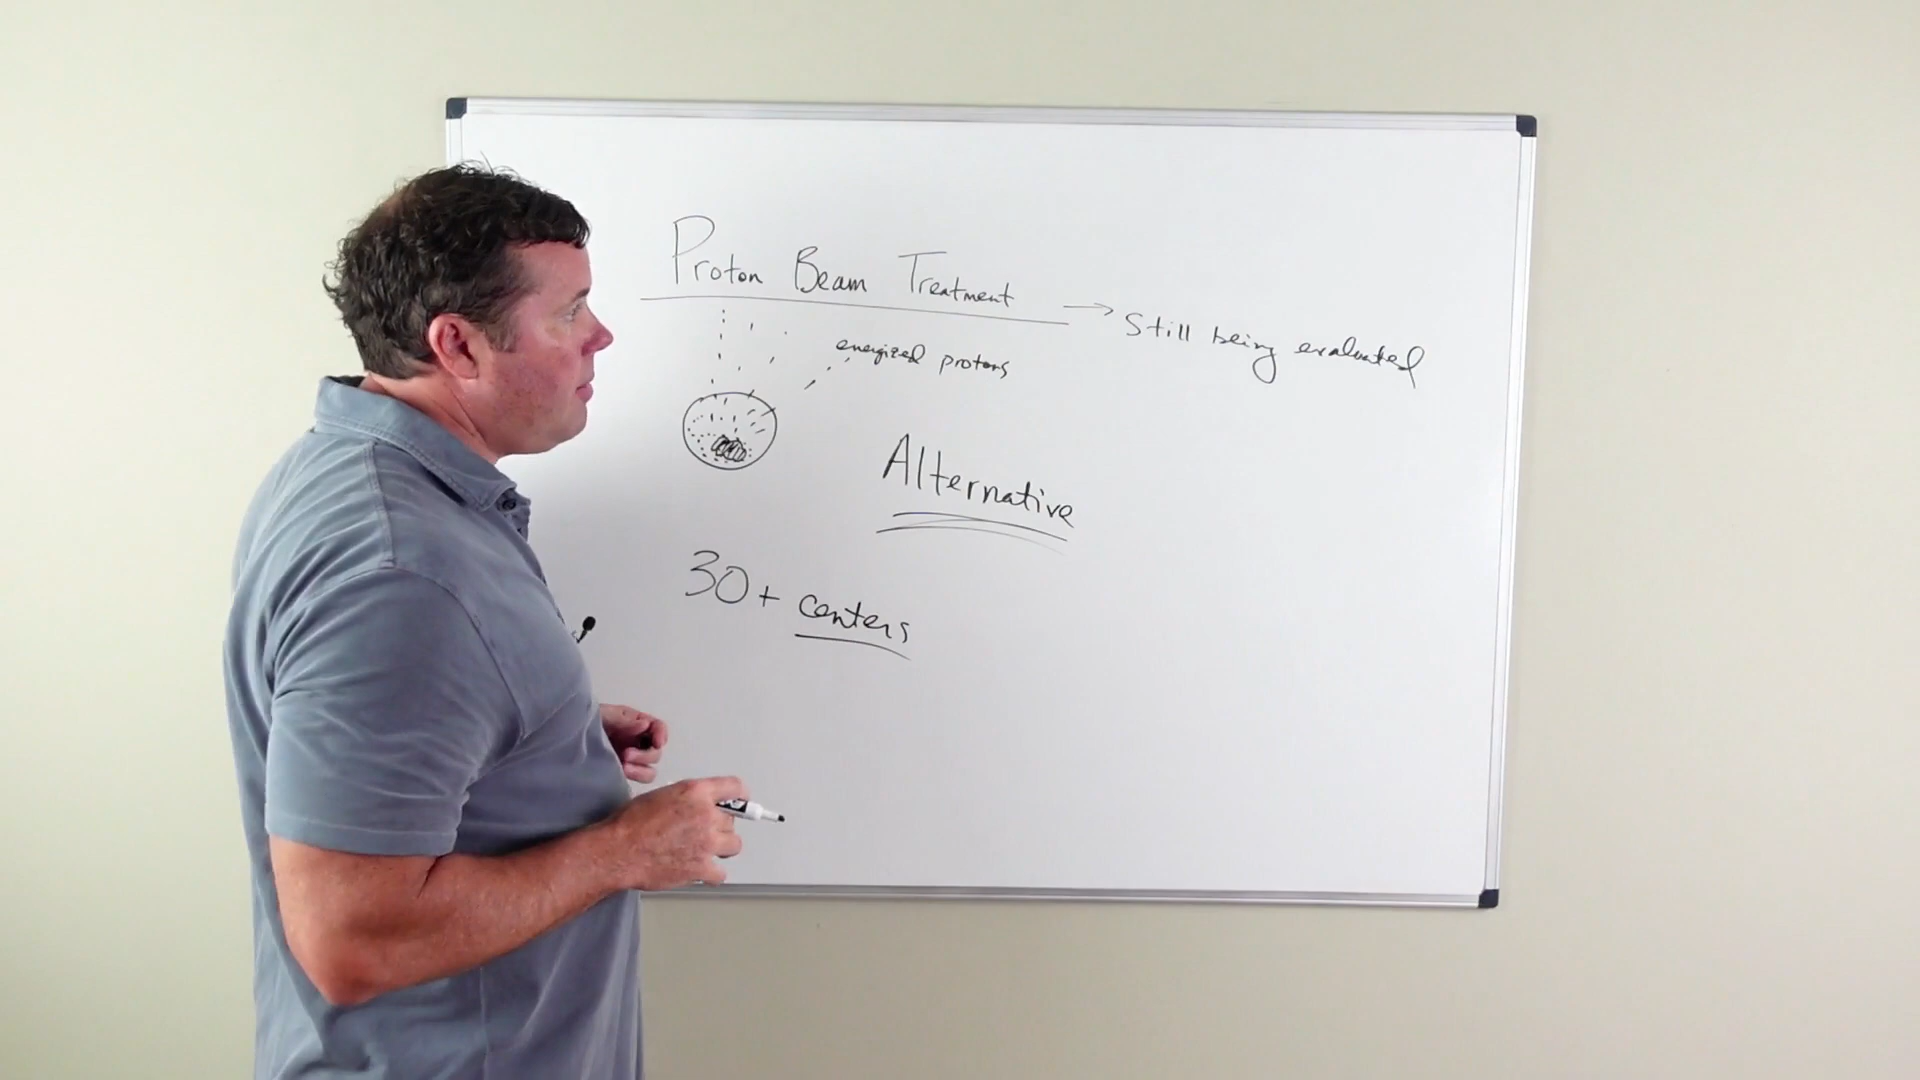 Proton Beam Treatment → Still being evaluated
energized protons
Alternative
30+ centers